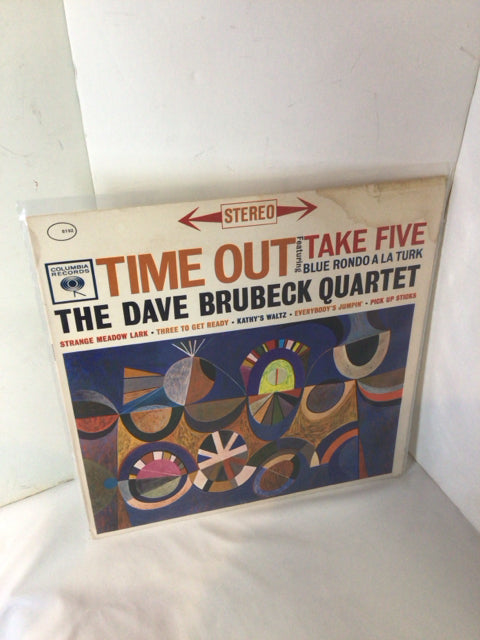 STEREO
8192
COLUMBIA
RECORDS
TIME OUT Featuring TAKE FIVE
BLUE RONDO A LA TURK
THE DAVE BRUBECK QUARTET
STRANGE MEADOW LARK • THREE TO GET READY • KATHY'S WALTZ • EVERYBODY'S JUMPIN' • PICK UP STICKS